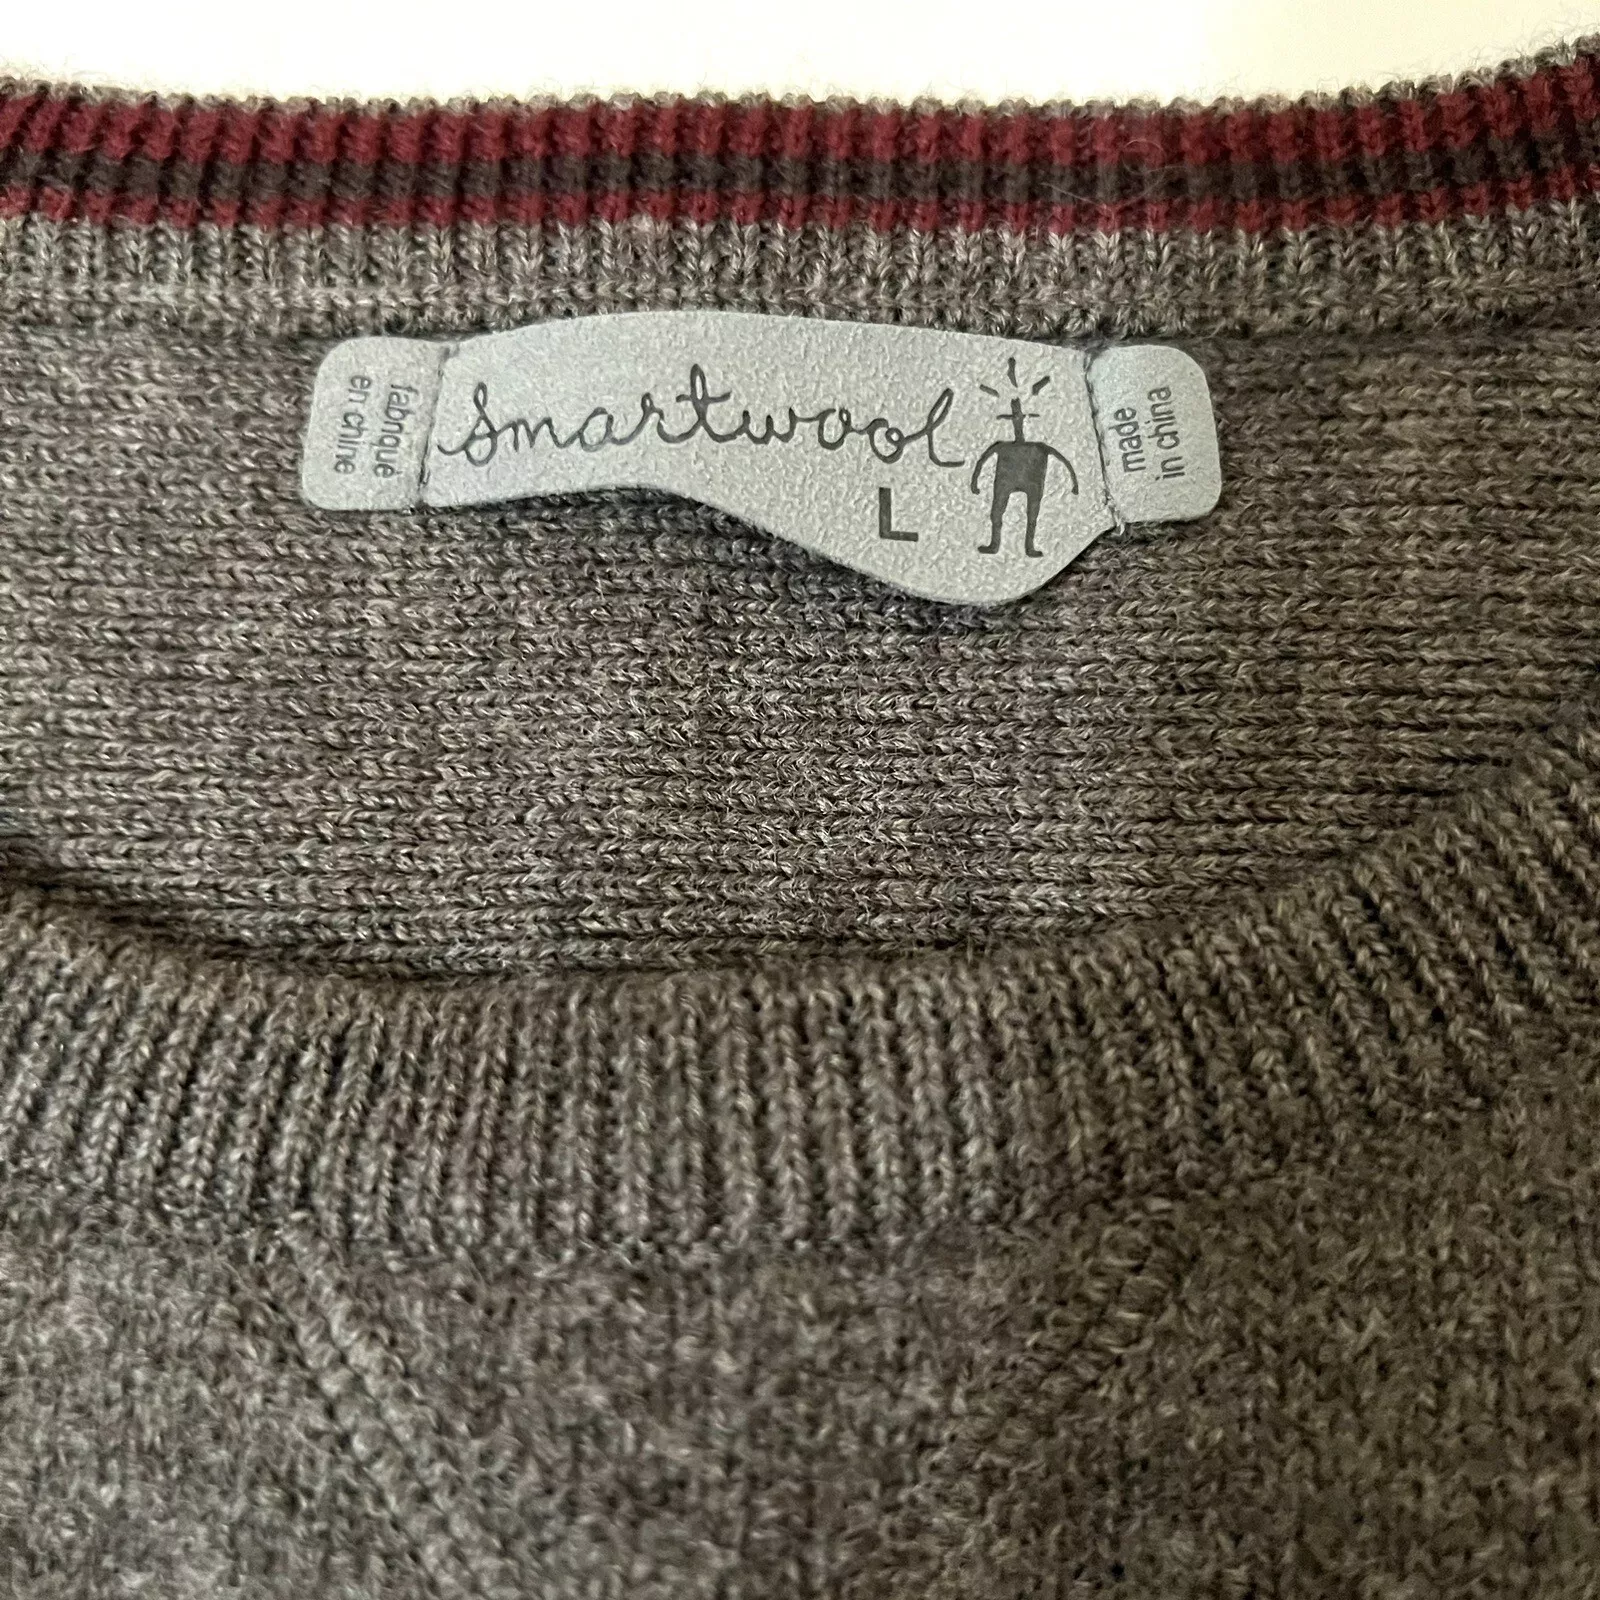 fabriqué
en chine
smartwool
L
made
in china